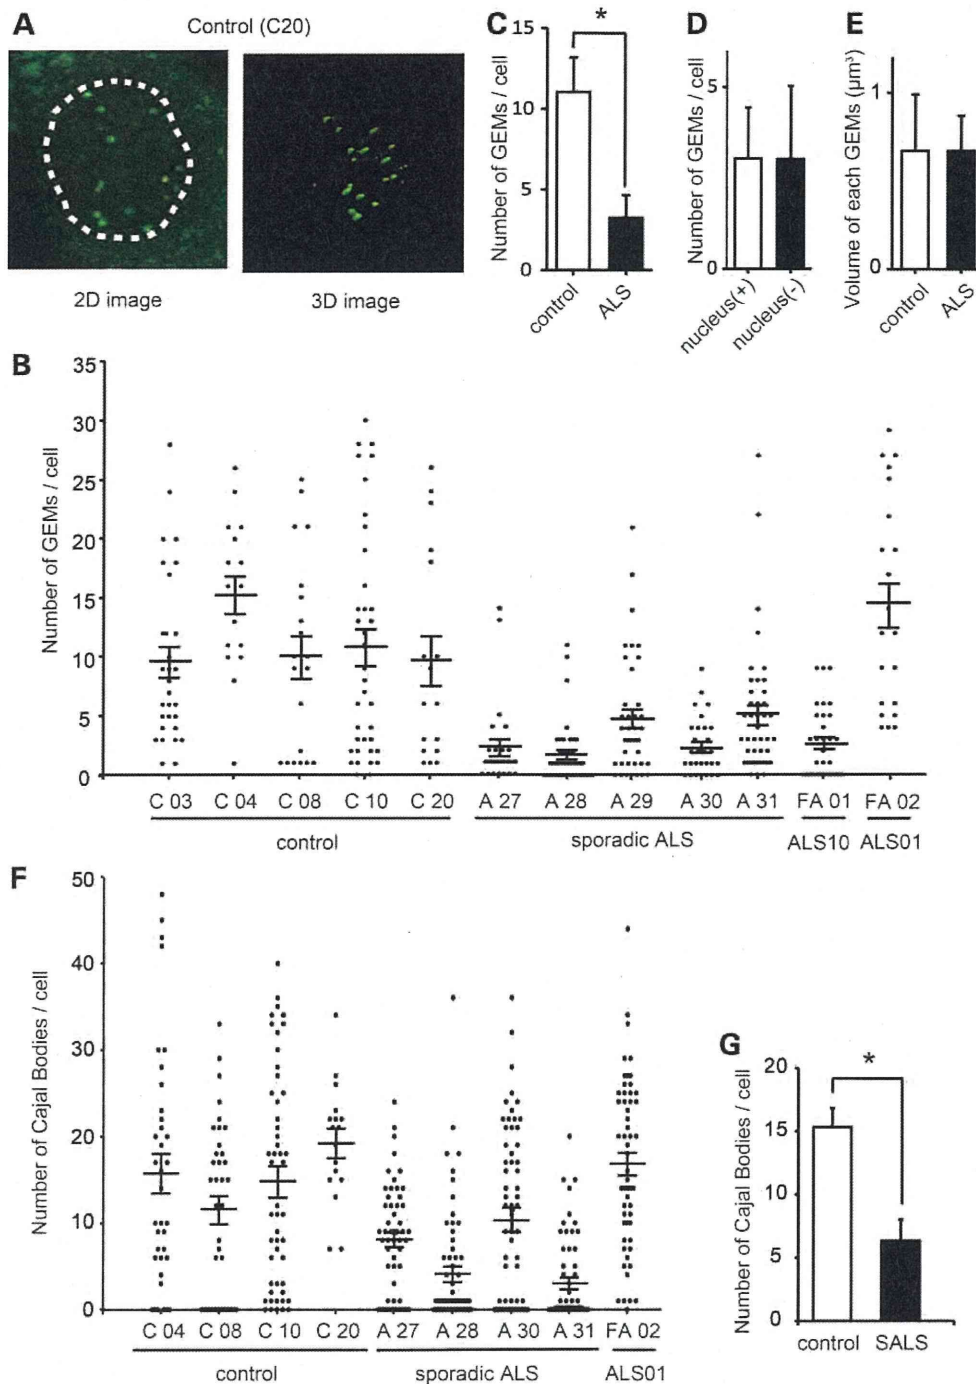 A
Control (C20)
2D image
3D image
C
*
15
10
5
0
Number of GEMs / cell
control
ALS
D
5
0
Number of GEMs / cell
nucleus(+)
nucleus(-)
E
1
0
Volume of each GEMs (μm³)
control
ALS
B
35
30
25
20
15
10
5
0
Number of GEMs / cell
C 03 C 04 C 08 C 10 C 20 A 27 A 28 A 29 A 30 A 31 FA 01 FA 02
control sporadic ALS ALS10 ALS01
F
50
40
30
20
10
0
Number of Cajal Bodies / cell
C 04 C 08 C 10 C 20 A 27 A 28 A 30 A 31 FA 02
control sporadic ALS ALS01
G
*
20
15
10
5
0
Number of Cajal Bodies / cell
control SALS